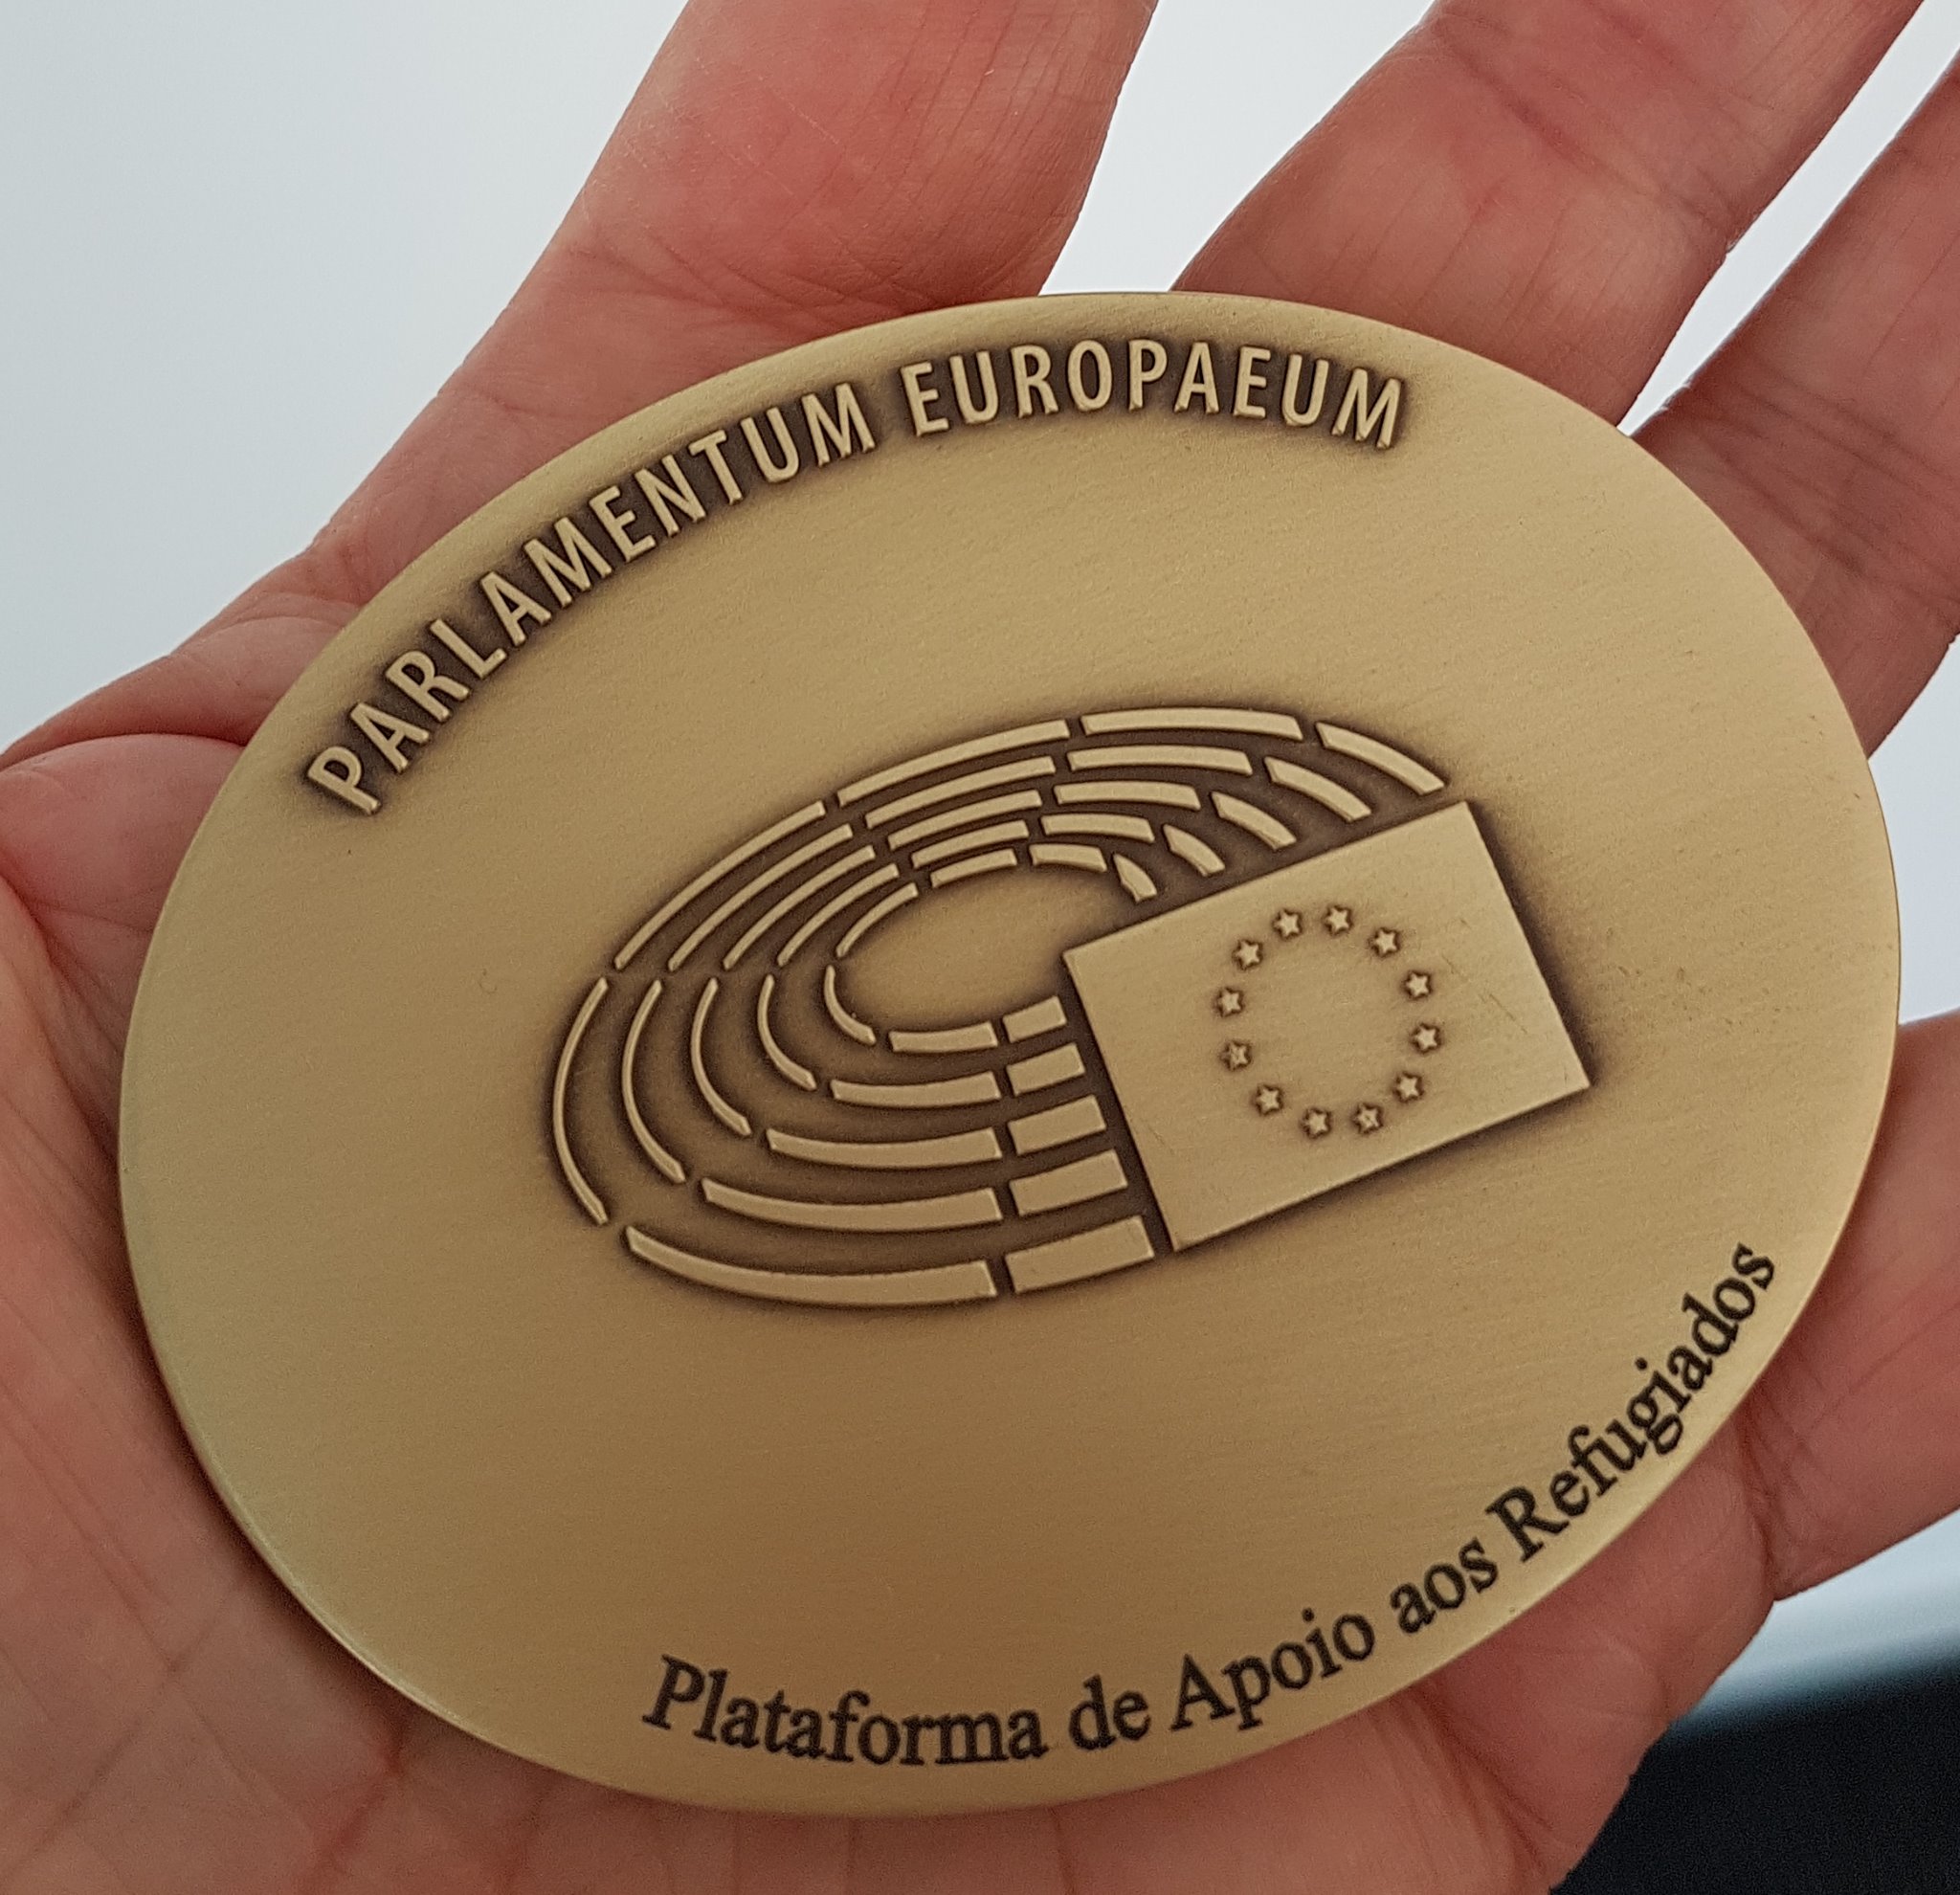 PARLAMENTUM EUROPAEUM
Plataforma de Apoio aos Refugiados